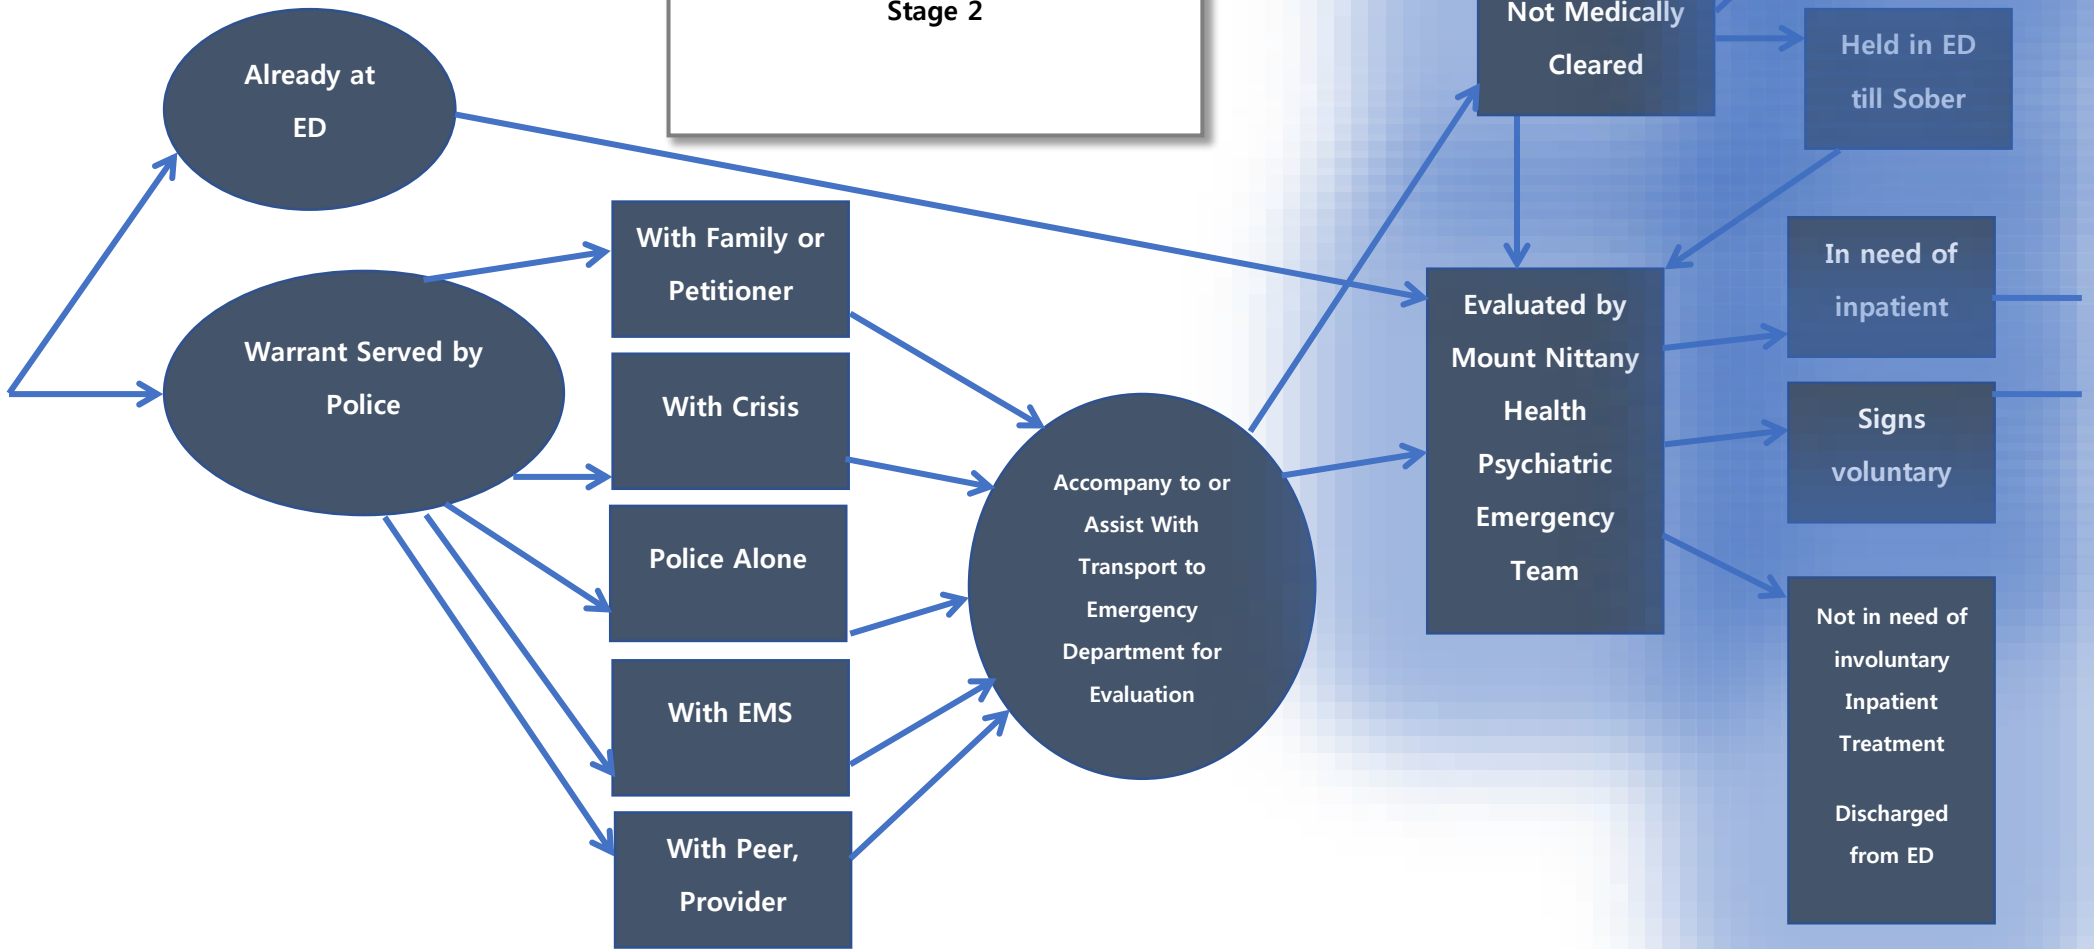 Stage 2
Already at
ED
Not Medically
Cleared
Held in ED
till Sober
With Family or
Petitioner
Warrant Served by
Police
With Crisis
Police Alone
With EMS
With Peer,
Provider
Accompany to or
Assist With
Transport to
Emergency
Department for
Evaluation
Evaluated by
Mount Nittany
Health
Psychiatric
Emergency
Team
In need of
inpatient
Signs
voluntary
Not in need of
involuntary
Inpatient
Treatment
Discharged
from ED